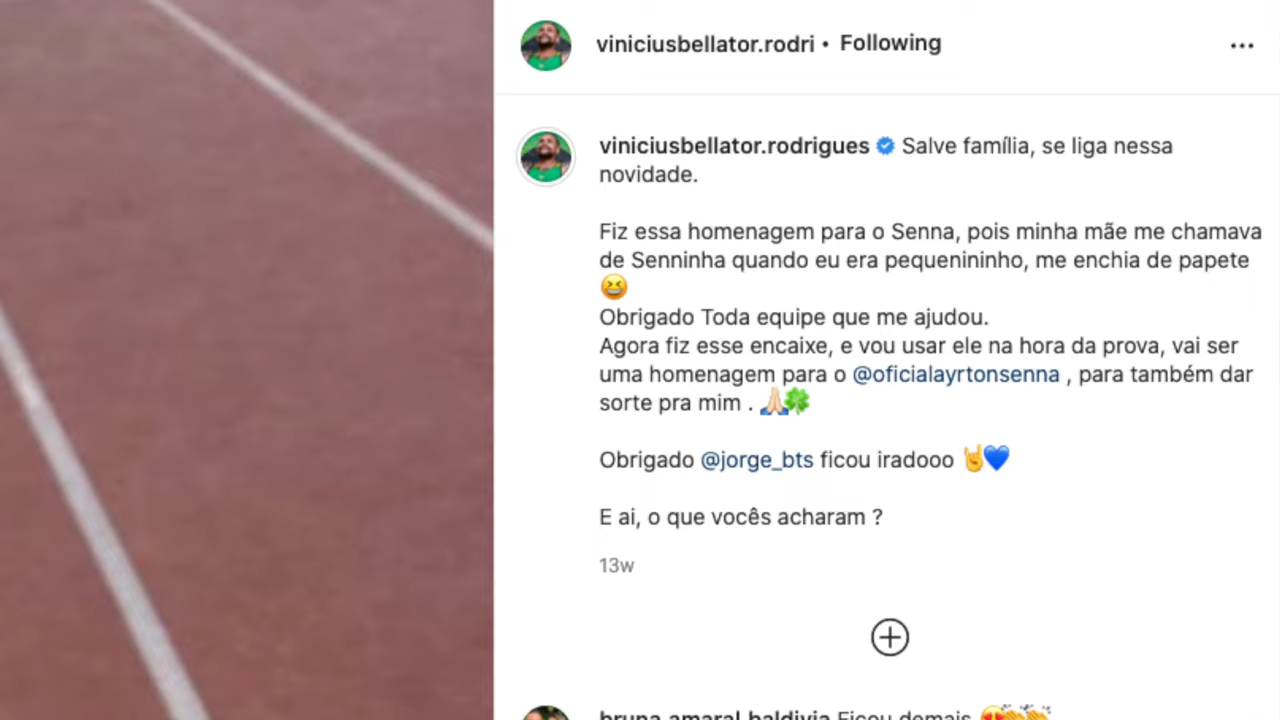 viniciusbellator.rodri • Following
viniciusbellator.rodrigues Salve família, se liga nessa
novidade.
Fiz essa homenagem para o Senna, pois minha mãe me chamava
de Senninha quando eu era pequenininho, me enchia de papete
😆
Obrigado Toda equipe que me ajudou.
Agora fiz esse encaixe, e vou usar ele na hora da prova, vai ser
uma homenagem para o @oficialayrtonsenna , para também dar
sorte pra mim . 🙏🏻🍀
Obrigado @jorge_bts ficou iradooo 🤘💙
E ai, o que vocês acharam ?
13w
bruna.amaral.baldivia Ficou demais 😍👏👏